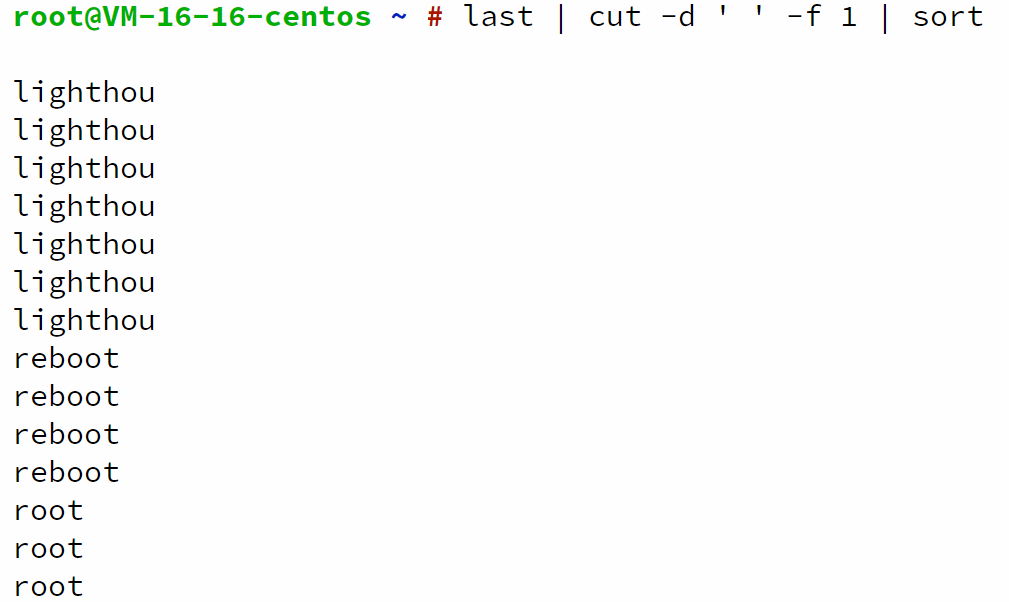 root@VM-16-16-centos ~ # last | cut -d ' ' -f 1 | sort
lighthou
lighthou
lighthou
lighthou
lighthou
lighthou
lighthou
reboot
reboot
reboot
reboot
root
root
root